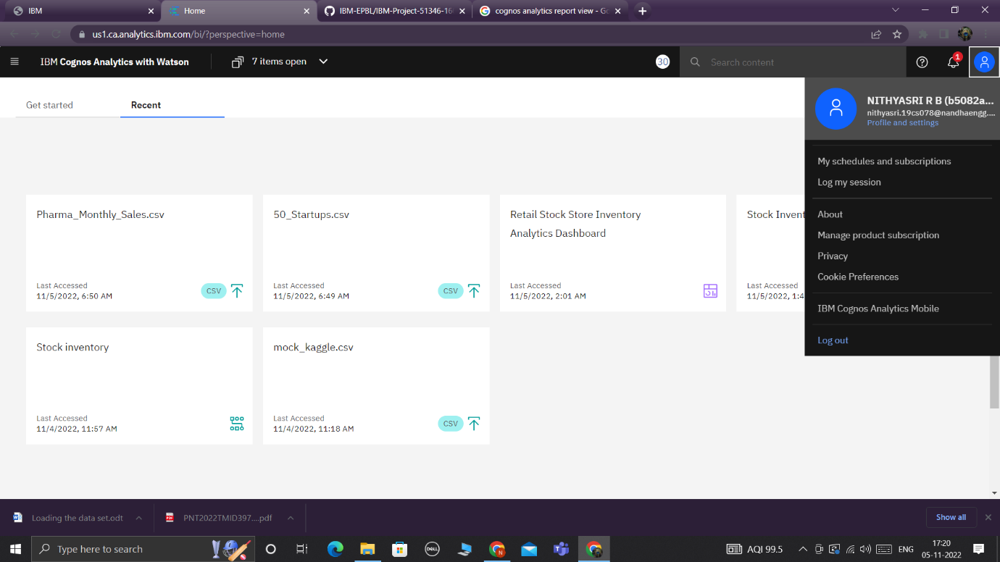 IBM
Home
IBM-EPBL/IBM-Project-51346-16
cognos analytics report view - Go
us1.ca.analytics.ibm.com/bi/?perspective=home
IBM Cognos Analytics with Watson
7 items open
30
Search content
1
Get started
Recent
NITHYASRI R B (b5082a...
nithyasri.19cs078@nandhaengg....
Profile and settings
My schedules and subscriptions
Log my session
About
Manage product subscription
Privacy
Cookie Preferences
IBM Cognos Analytics Mobile
Log out
Pharma_Monthly_Sales.csv
Last Accessed
11/5/2022, 6:50 AM
CSV
50_Startups.csv
Last Accessed
11/5/2022, 6:49 AM
CSV
Retail Stock Store Inventory
Analytics Dashboard
Last Accessed
11/5/2022, 2:01 AM
Stock Invent
Last Accessed
11/5/2022, 1:4
Stock inventory
Last Accessed
11/4/2022, 11:57 AM
mock_kaggle.csv
Last Accessed
11/4/2022, 11:18 AM
CSV
Loading the data set.odt
PDF
PNT2022TMID397....pdf
Show all
Type here to search
DELL
N
AQI 99.5
ENG
17:20
05-11-2022